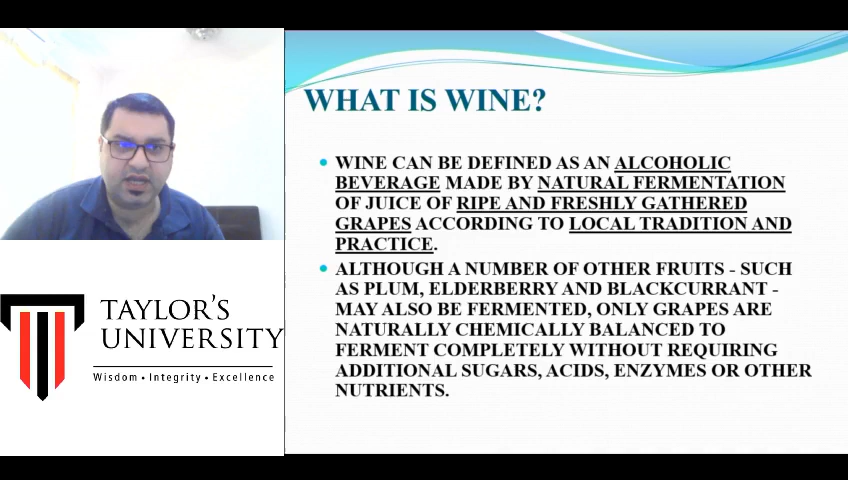 WHAT IS WINE?
• WINE CAN BE DEFINED AS AN ALCOHOLIC
BEVERAGE MADE BY NATURAL FERMENTATION
OF JUICE OF RIPE AND FRESHLY GATHERED
GRAPES ACCORDING TO LOCAL TRADITION AND
PRACTICE.
• ALTHOUGH A NUMBER OF OTHER FRUITS - SUCH
AS PLUM, ELDERBERRY AND BLACKCURRANT -
MAY ALSO BE FERMENTED, ONLY GRAPES ARE
NATURALLY CHEMICALLY BALANCED TO
FERMENT COMPLETELY WITHOUT REQUIRING
ADDITIONAL SUGARS, ACIDS, ENZYMES OR OTHER
NUTRIENTS.
TAYLOR'S
UNIVERSITY
Wisdom • Integrity • Excellence